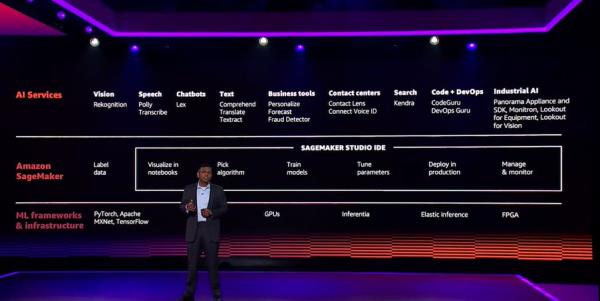 AI Services
Vision
Rekognition
Speech
Polly
Transcribe
Chatbots
Lex
Text
Comprehend
Translate
Textract
Business tools
Personalize
Forecast
Fraud Detector
Contact centers
Contact Lens
Connect Voice ID
Search
Kendra
Code + DevOps
CodeGuru
DevOps Guru
Industrial AI
Panorama Appliance and
SDK, Monitron, Lookout
for Equipment, Lookout
for Vision
SAGEMAKER STUDIO IDE
Amazon
SageMaker
Label
data
Visualize in
notebooks
Pick
algorithm
Train
models
Tune
parameters
Deploy in
production
Manage
& monitor
ML frameworks
& infrastructure
PyTorch, Apache
MXNet, TensorFlow
GPUs
Inferentia
Elastic Inference
FPGA